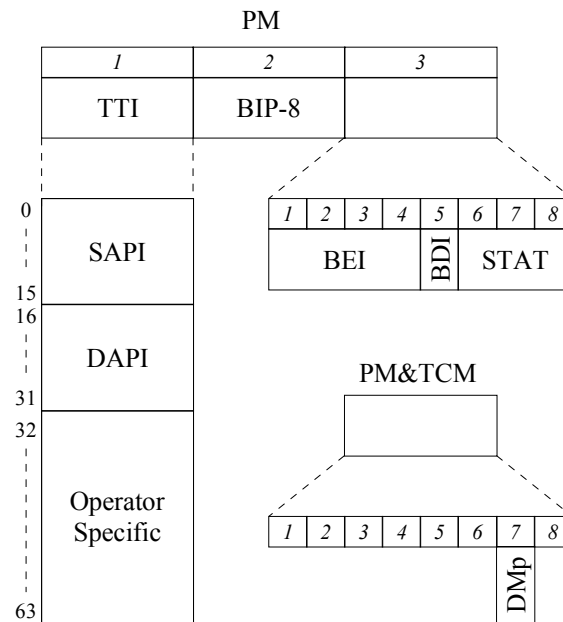 PM
1 2 3
TTI BIP-8
0
SAPI
15
16
DAPI
31
32
Operator
Specific
63
1 2 3 4 5 6 7 8
BEI BDI STAT
PM&TCM
1 2 3 4 5 6 7 8
DMp